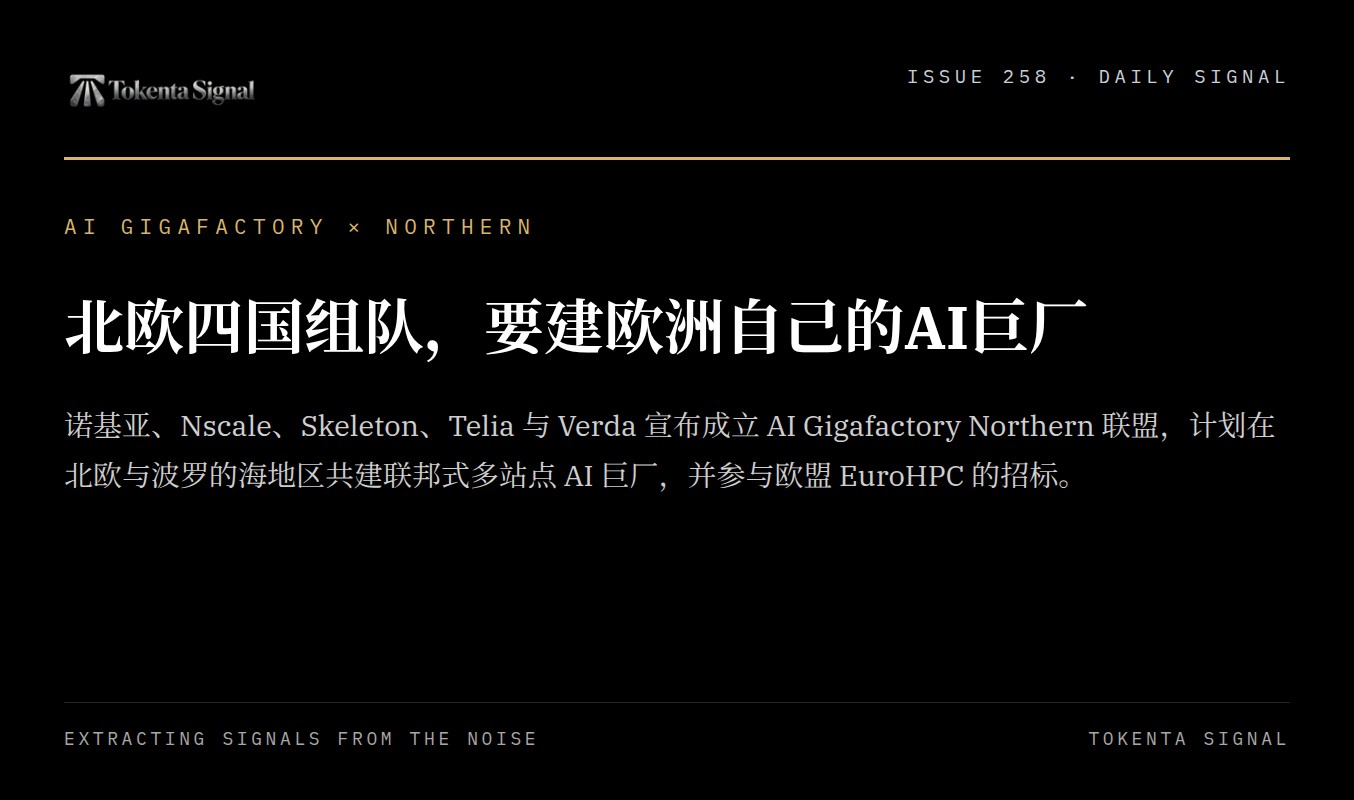 Tokenta Signal
ISSUE 258 · DAILY SIGNAL
AI GIGAFACTORY × NORTHERN
北欧四国组队，要建欧洲自己的AI巨厂
诺基亚、Nscale、Skeleton、Telia 与 Verda 宣布成立 AI Gigafactory Northern 联盟，计划在
北欧与波罗的海地区共建联邦式多站点 AI 巨厂，并参与欧盟 EuroHPC 的招标。
EXTRACTING SIGNALS FROM THE NOISE
TOKENTA SIGNAL